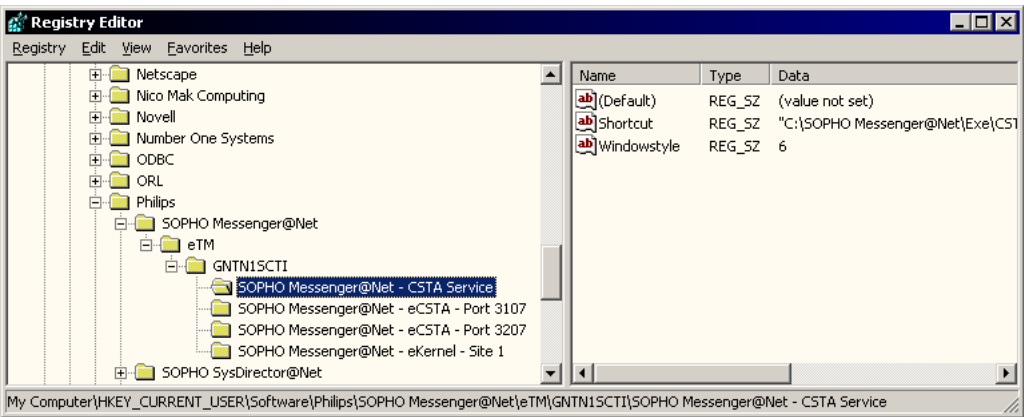 Registry Editor
Registry Edit View Favorites Help
Netscape
Nico Mak Computing
Novell
Number One Systems
ODBC
ORL
Philips
SOPHO Messenger@Net
eTM
GNTN1SCTI
SOPHO Messenger@Net - CSTA Service
SOPHO Messenger@Net - eCSTA - Port 3107
SOPHO Messenger@Net - eCSTA - Port 3207
SOPHO Messenger@Net - eKernel - Site 1
SOPHO SysDirector@Net
Name Type Data
ab (Default) REG_SZ (value not set)
ab Shortcut REG_SZ "C:\SOPHO Messenger@Net\Exe\CST
ab Windowstyle REG_SZ 6
My Computer\HKEY_CURRENT_USER\Software\Philips\SOPHO Messenger@Net\eTM\GNTN1SCTI\SOPHO Messenger@Net - CSTA Service